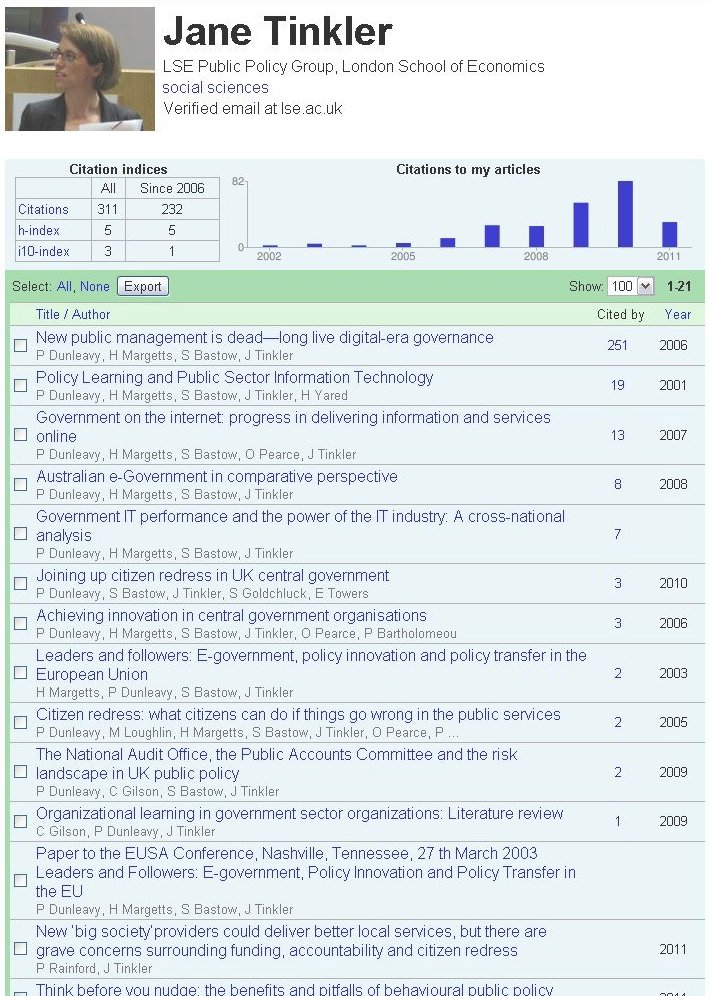 Jane Tinkler
LSE Public Policy Group, London School of Economics
social sciences
Verified email at lse.ac.uk
Citation indices
All Since 2006
Citations 311 232
h-index 5 5
i10-index 3 1
Citations to my articles
82
0
2002 2005 2008 2011
Select: All, None Export Show: 100 1-21
Title / Author Cited by Year
New public management is dead—long live digital-era governance 251 2006
P Dunleavy, H Margetts, S Bastow, J Tinkler
Policy Learning and Public Sector Information Technology 19 2001
P Dunleavy, H Margetts, S Bastow, J Tinkler, H Yared
Government on the internet: progress in delivering information and services
online 13 2007
P Dunleavy, H Margetts, S Bastow, O Pearce, J Tinkler
Australian e-Government in comparative perspective 8 2008
P Dunleavy, H Margetts, S Bastow, J Tinkler
Government IT performance and the power of the IT industry: A cross-national
analysis 7
P Dunleavy, H Margetts, S Bastow, J Tinkler
Joining up citizen redress in UK central government 3 2010
P Dunleavy, S Bastow, J Tinkler, S Goldchluck, E Towers
Achieving innovation in central government organisations 3 2006
P Dunleavy, H Margetts, S Bastow, J Tinkler, O Pearce, P Bartholomeou
Leaders and followers: E-government, policy innovation and policy transfer in the
European Union 2 2003
H Margetts, P Dunleavy, S Bastow, J Tinkler
Citizen redress: what citizens can do if things go wrong in the public services 2 2005
P Dunleavy, M Loughlin, H Margetts, S Bastow, J Tinkler, O Pearce, P ...
The National Audit Office, the Public Accounts Committee and the risk
landscape in UK public policy 2 2009
P Dunleavy, C Gilson, S Bastow, J Tinkler
Organizational learning in government sector organizations: Literature review 1 2009
C Gilson, P Dunleavy, J Tinkler
Paper to the EUSA Conference, Nashville, Tennessee, 27 th March 2003
Leaders and Followers: E-government, Policy Innovation and Policy Transfer in
the EU
P Dunleavy, H Margetts, S Bastow, J Tinkler
New 'big society'providers could deliver better local services, but there are
grave concerns surrounding funding, accountability and citizen redress 2011
P Rainford, J Tinkler
Think before you nudge: the benefits and pitfalls of behavioural public policy 2011